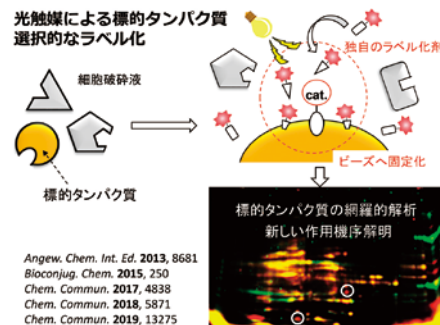 光触媒による標的タンパク質
選択的なラベル化
細胞破砕液
標的タンパク質
独自のラベル化剤
cat.
ビーズへ固定化
標的タンパク質の網羅的解析
新しい作用機序解明
Angew. Chem. Int. Ed. 2013, 8681
Bioconjug. Chem. 2015, 250
Chem. Commun. 2017, 4838
Chem. Commun. 2018, 5871
Chem. Commun. 2019, 13275